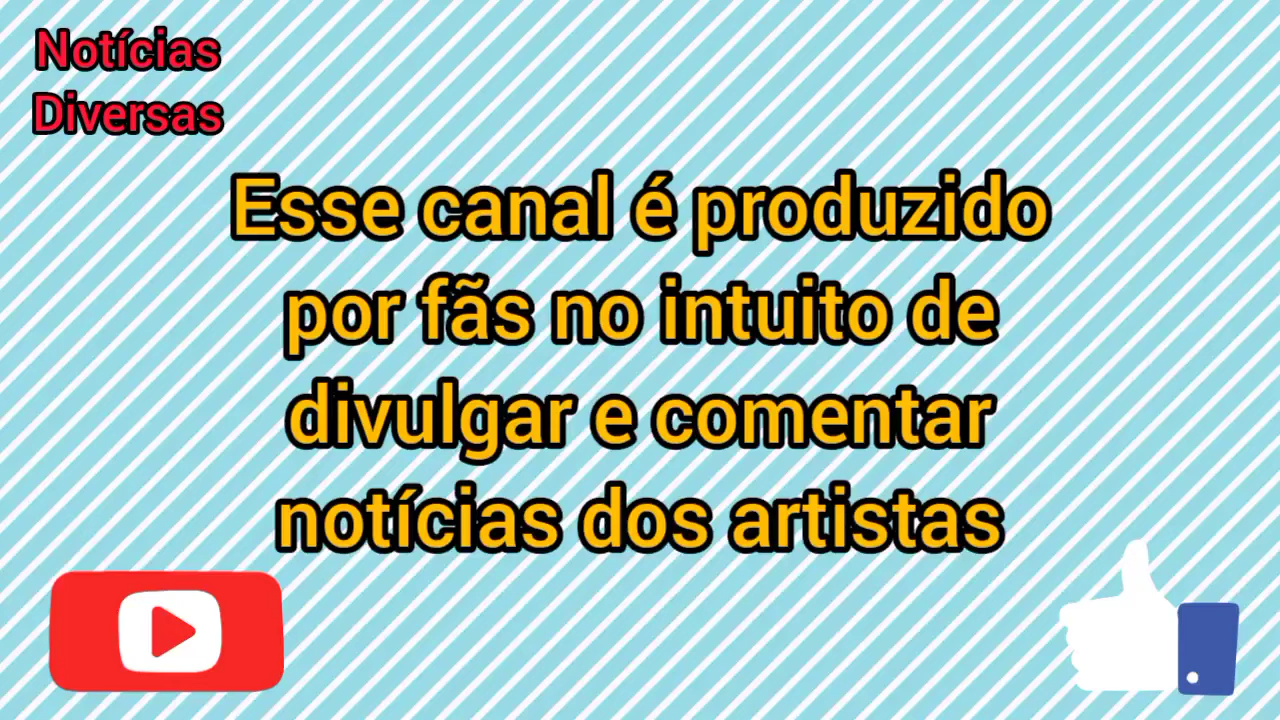 Notícias
Diversas
Esse canal é produzido
por fãs no intuito de
divulgar e comentar
notícias dos artistas